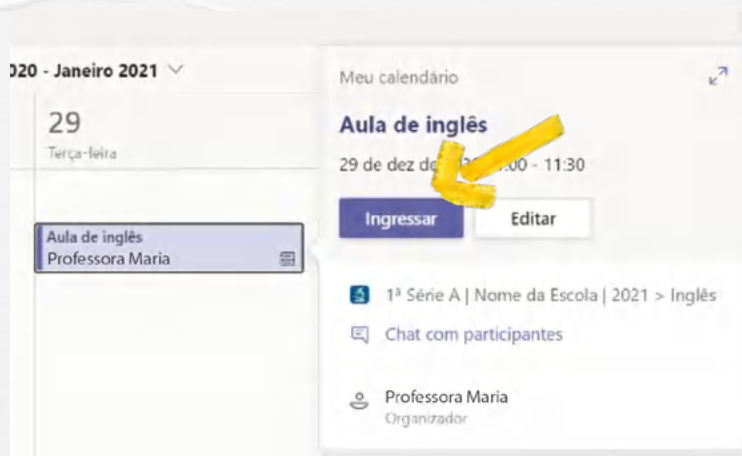 020 - Janeiro 2021
29
Terça-feira
Aula de inglês
Professora Maria
Meu calendário
Aula de inglês
29 de dez de :00 - 11:30
Ingressar
Editar
1ª Série A | Nome da Escola | 2021 > Inglês
Chat com participantes
Professora Maria
Organizador